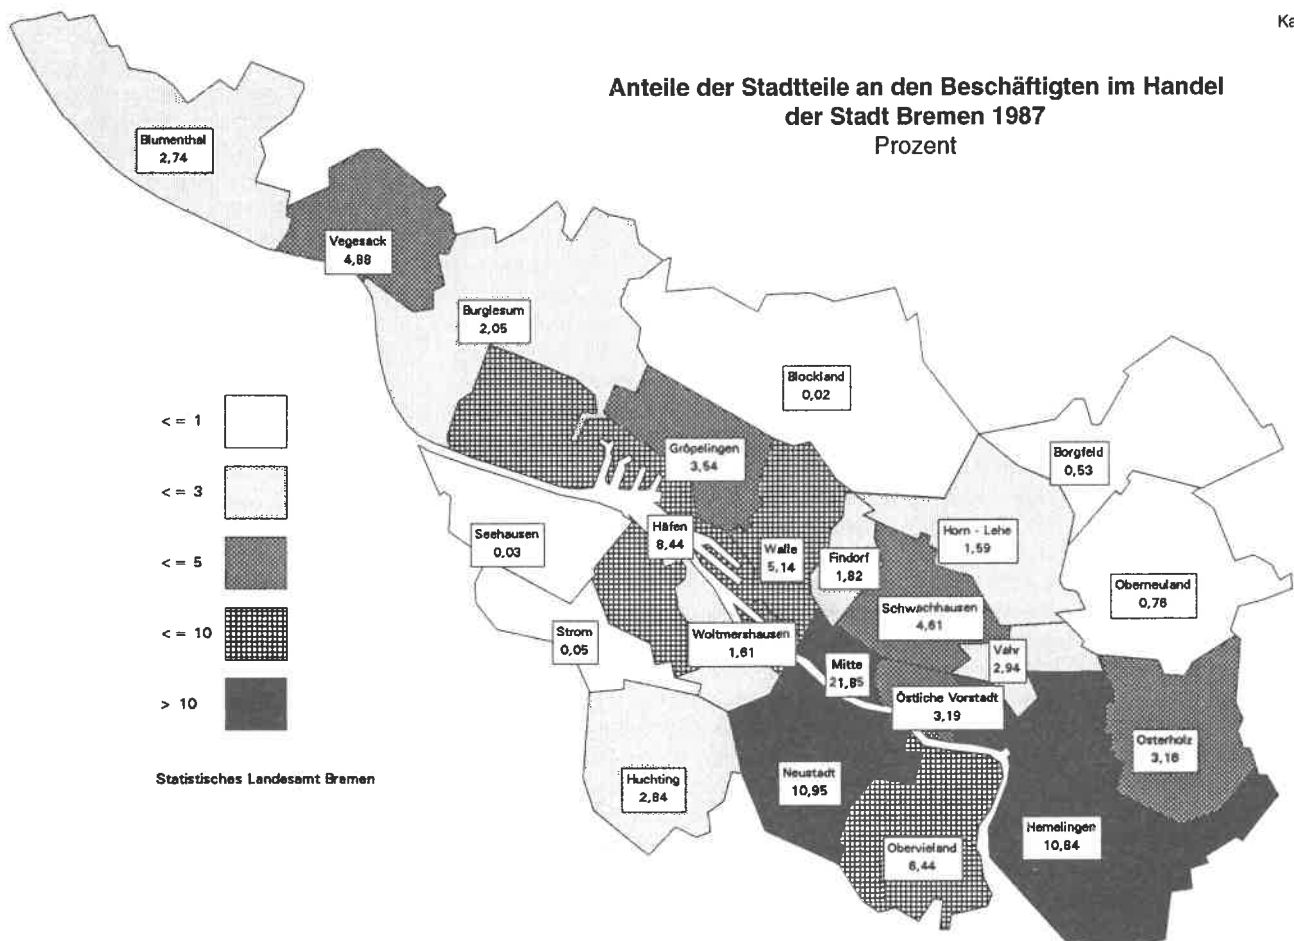 Ka
Anteile der Stadtteile an den Beschäftigten im Handel
der Stadt Bremen 1987
Prozent
Blumenthal
2,74
Vegesack
4,88
Burglesum
2,05
Blockland
0,02
Borgfeld
0,53
Gröpelingen
3,54
Seehausen
0,03
Häfen
8,44
Walle
5,14
Findorf
1,82
Horn - Lehe
1,59
Oberneuland
0,76
Schwachhausen
4,61
Strom
0,05
Woltmershausen
1,61
Mitte
21,85
Vahr
2,94
Östliche Vorstadt
3,19
Osterholz
3,16
Huchting
2,84
Neustadt
10,95
Hemelingen
10,84
Obervieland
6,44
< = 1
< = 3
< = 5
< = 10
> 10
Statistisches Landesamt Bremen